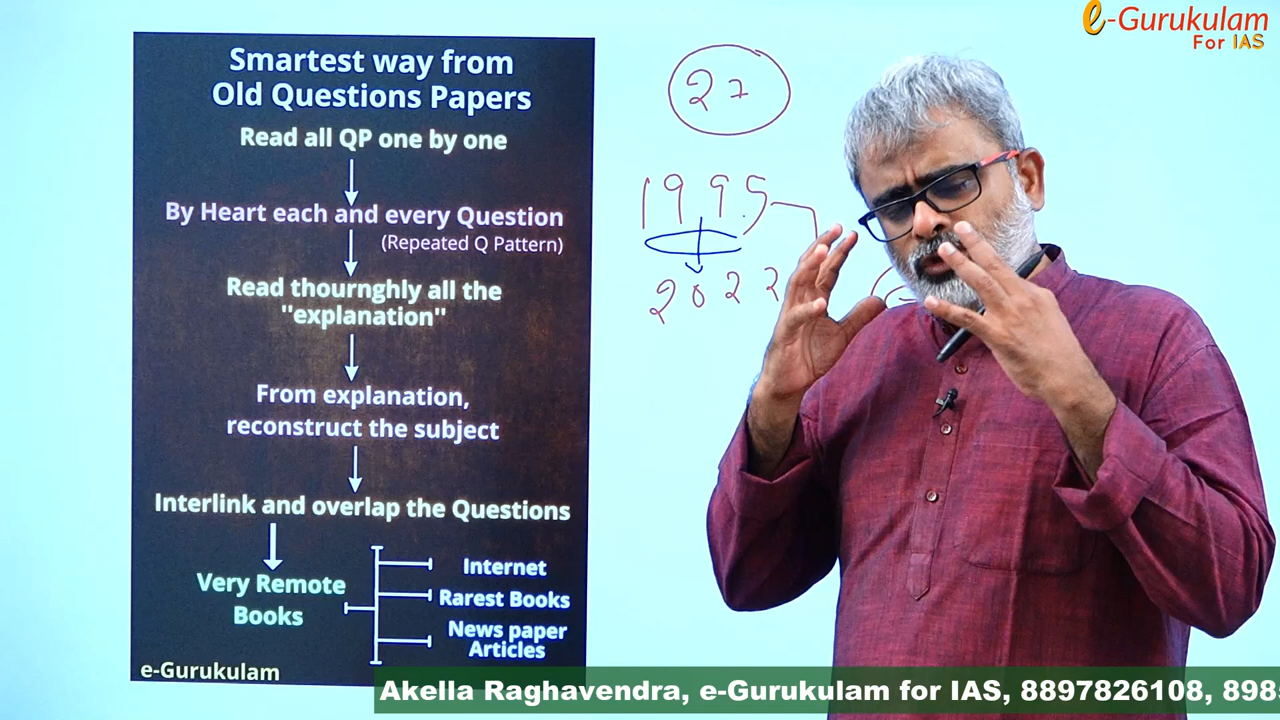 e-Gurukulam
For IAS
Smartest way from
Old Questions Papers
Read all QP one by one
By Heart each and every Question
(Repeated Q Pattern)
Read thournghly all the
"explanation"
From explanation,
reconstruct the subject
Interlink and overlap the Questions
Very Remote
Books
Internet
Rarest Books
News paper
Articles
e-Gurukulam
27
1995
2022
Akella Raghavendra, e-Gurukulam for IAS, 8897826108, 898